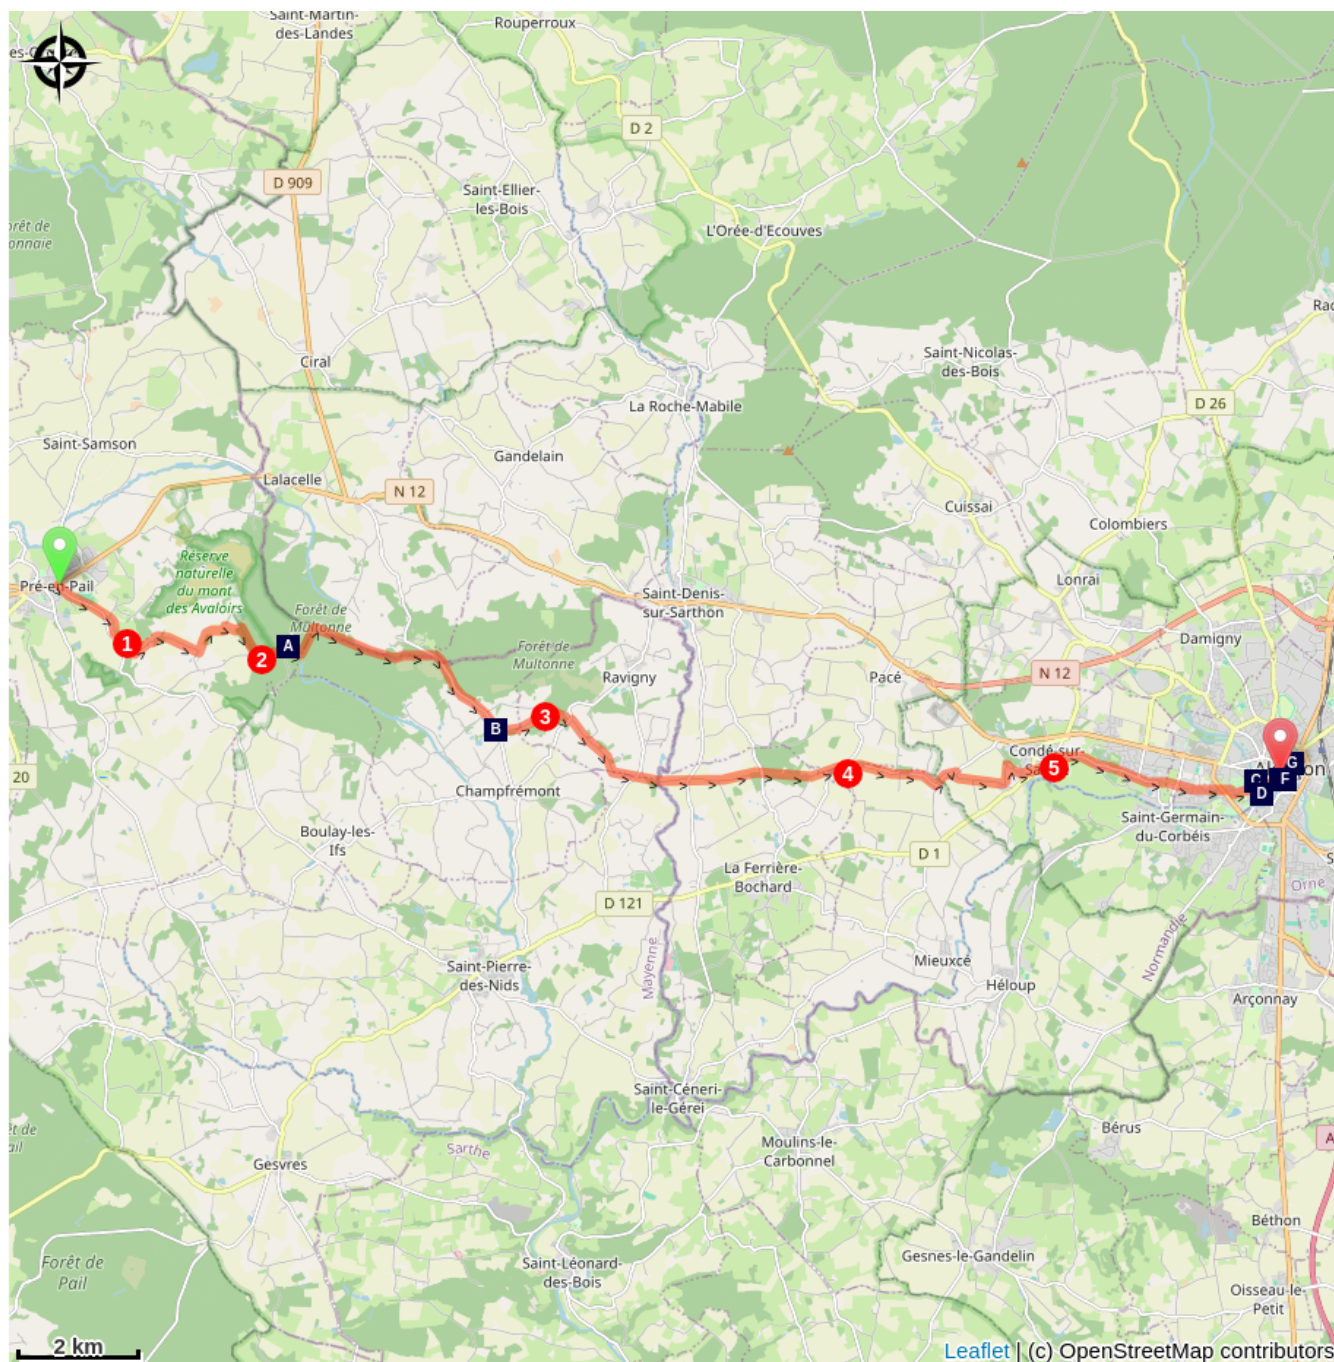 Saint-Martin-
des-Landes
Rouperroux
D 2
D 909
Saint-Ellier-
les-Bois
L'Orée-d'Ecouves
Ciral
Saint-Nicolas-
des-Bois
La Roche-Mabile
D 26
Saint-Samson
Gandelain
Lalacelle
N 12
Cuissai
Colombiers
Réserve
naturelle
du mont
des Avaloirs
Pré-en-Pail
Lonrai
Saint-Denis-
sur-Sarthon
Forêt de
Multonne
Damigny
1
A
2
Forêt de
Multonne
Ravigny
Pacé
N 12
B
3
20
Condé-sur-
4
5
G
C
F
D
Champfrémont
Saint-Germain-
du-Corbéis
Boulay-les-
Ifs
D 1
La Ferrière-
Bochard
Orne
D 121
Normandie
Mayenne
Mieuxcé
Saint-Pierre-
des-Nids
Héloup
Arçonnay
Saint-Céneri-
le-Gérei
Bérus
Moulins-le-
Carbonnel
Sarthe
Gesvres
Béthon
Gesnes-le-Gandelin
Forêt de
Pail
Saint-Léonard-
des-Bois
Oisseau-le-
Petit
2 km
Leaflet | (c) OpenStreetMap contributors